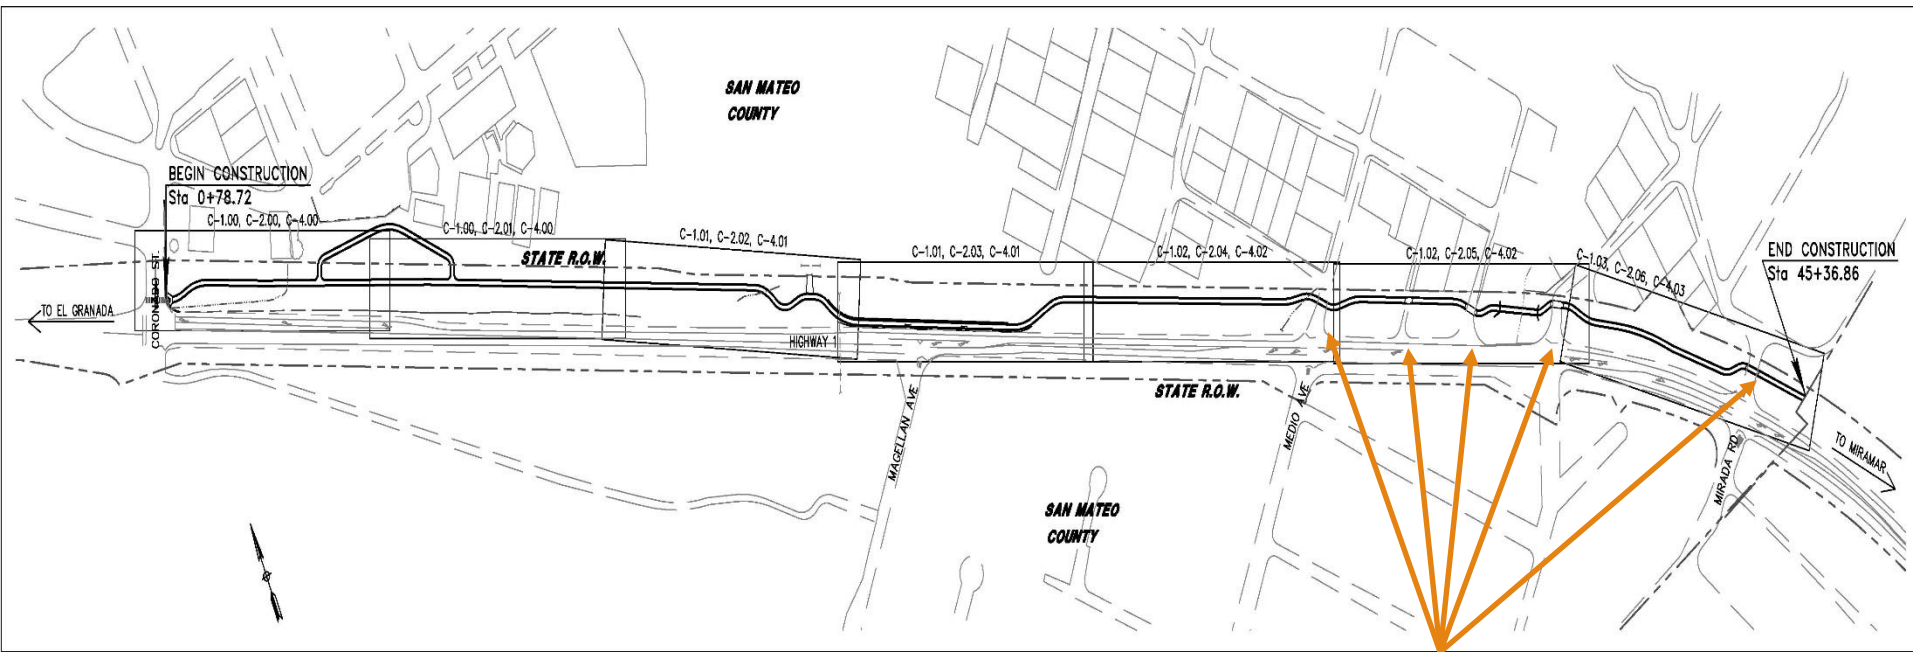 SAN MATEO
COUNTY
BEGIN CONSTRUCTION
Sta 0+78.72
C-1.00, C-2.00, C-4.00
C-1.00, C-2.01, C-4.00
C-1.01, C-2.02, C-4.01
C-1.01, C-2.03, C-4.01
C-1.02, C-2.04, C-4.02
C-1.02, C-2.05, C-4.02
C-1.03, C-2.06, C-4.03
END CONSTRUCTION
Sta 45+36.86
STATE R.O.W.
TO EL GRANADA
CORONADO ST.
HIGHWAY 1
STATE R.O.W.
MAGELLAN AVE
MEDIO AVE
MIRADA RD
TO MIRAMAR
SAN MATEO
COUNTY